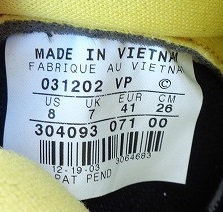 MADE IN VIETNAM
FABRIQUE AU VIETNA
031202 VP ©
US UK EUR CM
8 7 41 26
304093 071 00
12-19-03 3064683
PAT PEND